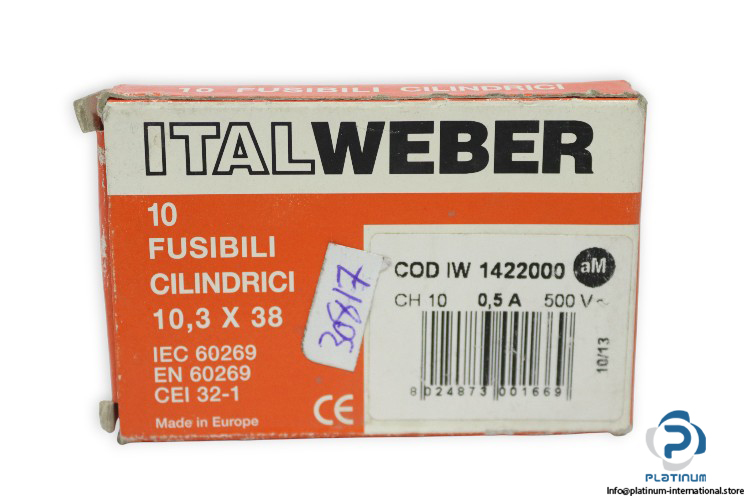 10 FUSIBILI CILINDRICI
ITALWEBER
10
FUSIBILI
CILINDRICI
10,3 X 38
IEC 60269
EN 60269
CEI 32-1
Made in Europe
CE
30817
COD IW 1422000 aM
CH 10 0,5 A 500 V~
8 024873 001669
10/13
PLATINUM
Info@platinum-international.store